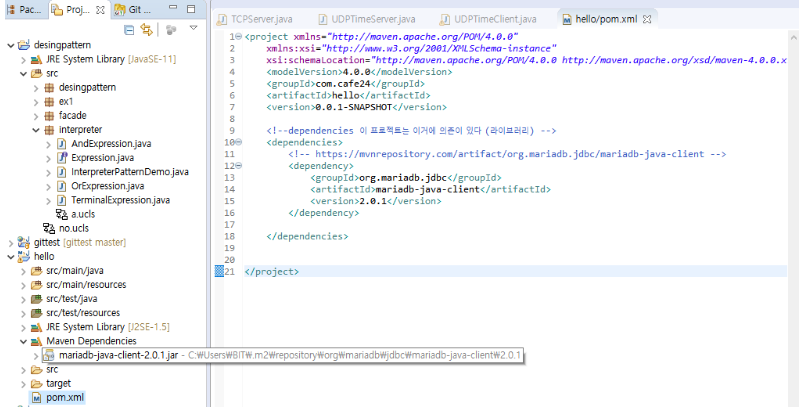 Pac...
Proj...
Git ...
desingpattern
JRE System Library [JavaSE-11]
src
desingpattern
ex1
facade
interpreter
AndExpression.java
Expression.java
InterpreterPatternDemo.java
OrExpression.java
TerminalExpression.java
a.ucls
no.ucls
gittest [gittest master]
hello
src/main/java
src/main/resources
src/test/java
src/test/resources
JRE System Library [J2SE-1.5]
Maven Dependencies
mariadb-java-client-2.0.1.jar - C:₩Users₩BIT₩.m2₩repository₩org₩mariadb₩jdbc₩mariadb-java-client₩2.0.1
src
target
pom.xml
TCPServer.java
UDPTimeServer.java
UDPTimeClient.java
hello/pom.xml
1 <project xmlns="http://maven.apache.org/POM/4.0.0"
2 xmlns:xsi="http://www.w3.org/2001/XMLSchema-instance"
3 xsi:schemaLocation="http://maven.apache.org/POM/4.0.0 http://maven.apache.org/xsd/maven-4.0.0.x
4 <modelVersion>4.0.0</modelVersion>
5 <groupId>com.cafe24</groupId>
6 <artifactId>hello</artifactId>
7 <version>0.0.1-SNAPSHOT</version>
8
9 <!--dependencies 이 프로젝트는 이거에 의존이 있다 (라이브러리) -->
10 <dependencies>
11 <!-- https://mvnrepository.com/artifact/org.mariadb.jdbc/mariadb-java-client -->
12 <dependency>
13 <groupId>org.mariadb.jdbc</groupId>
14 <artifactId>mariadb-java-client</artifactId>
15 <version>2.0.1</version>
16 </dependency>
17
18 </dependencies>
19
20
21 </project>